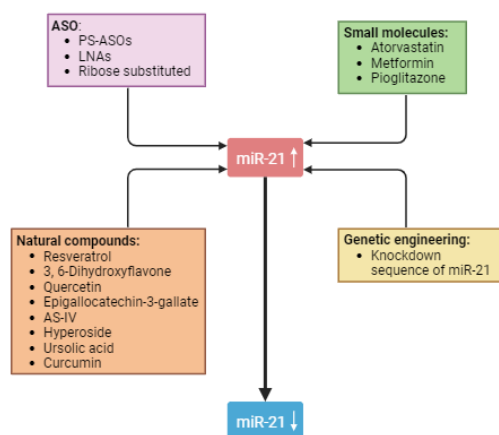 ASO:
PS-ASOs
LNAs
Ribose substituted
Small molecules:
Atorvastatin
Metformin
Pioglitazone
miR-21↑
Natural compounds:
Resveratrol
3, 6-Dihydroxyflavone
Quercetin
Epigallocatechin-3-gallate
AS-IV
Hyperoside
Ursolic acid
Curcumin
Genetic engineering:
Knockdown
sequence of miR-21
miR-21↓